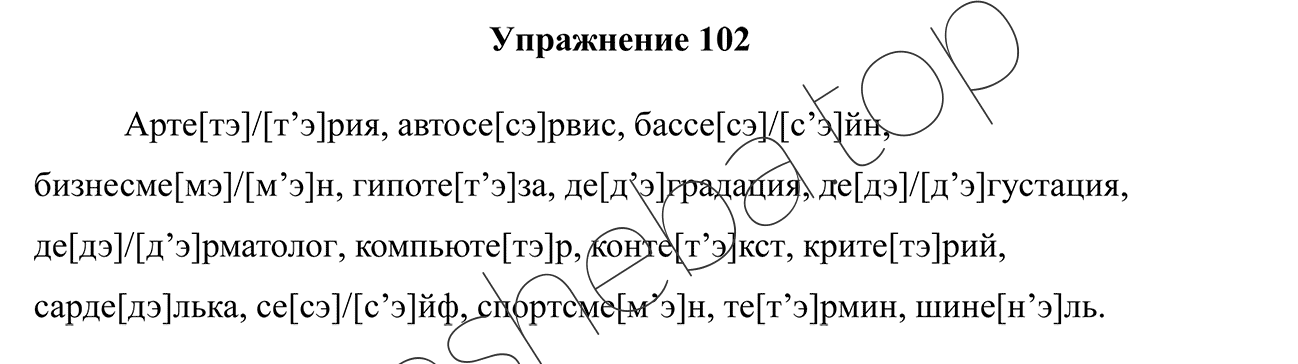 Упражнение 102
Арте[тэ]/[т’э]рия, автосе[сэ]рвис, бассе[сэ]/[с’э]йн,
бизнесме[мэ]/[м’э]н, гипоте[т’э]за, де[д’э]градация, де[дэ]/[д’э]густация,
де[дэ]/[д’э]рматолог, компьюте[тэ]р, конте[т’э]кст, крите[тэ]рий,
сарде[дэ]лька, се[сэ]/[с’э]йф, спортсме[м’э]н, те[т’э]рмин, шине[н’э]ль.